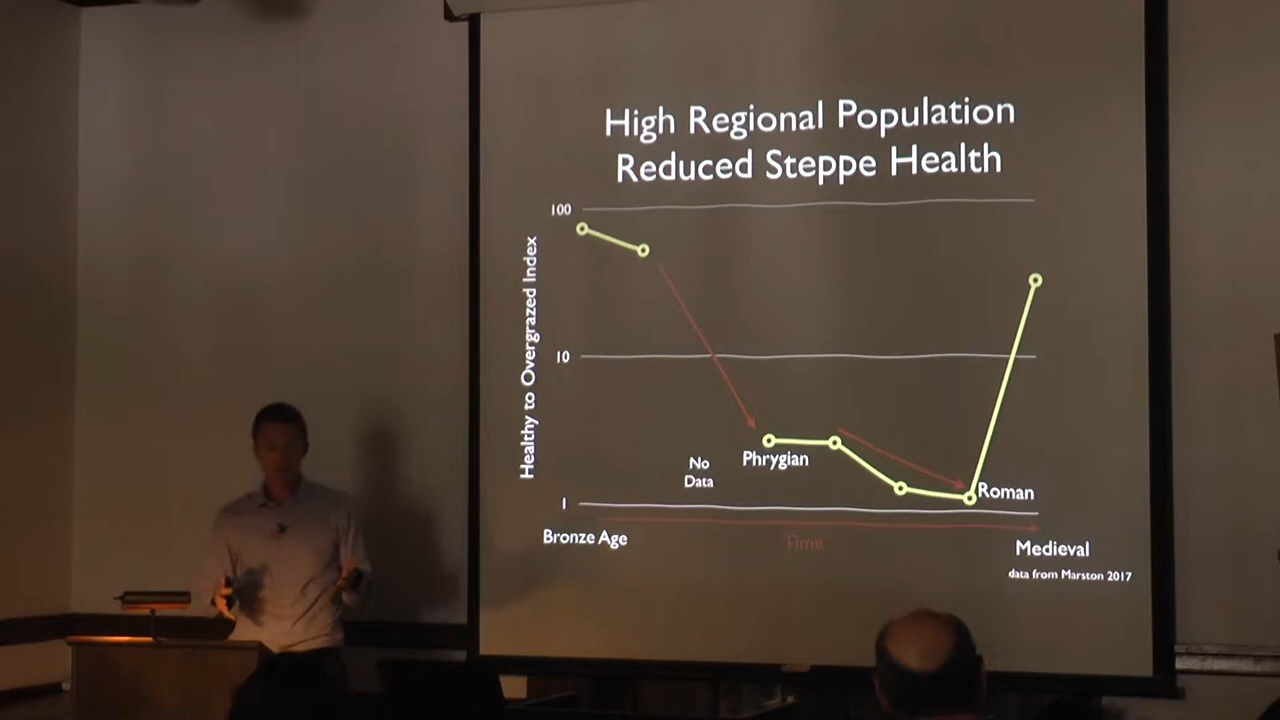 High Regional Population
Reduced Steppe Health
100
10
1
Healthy to Overgrazed Index
No
Data
Phrygian
Roman
Bronze Age
Time
Medieval
data from Marston 2017